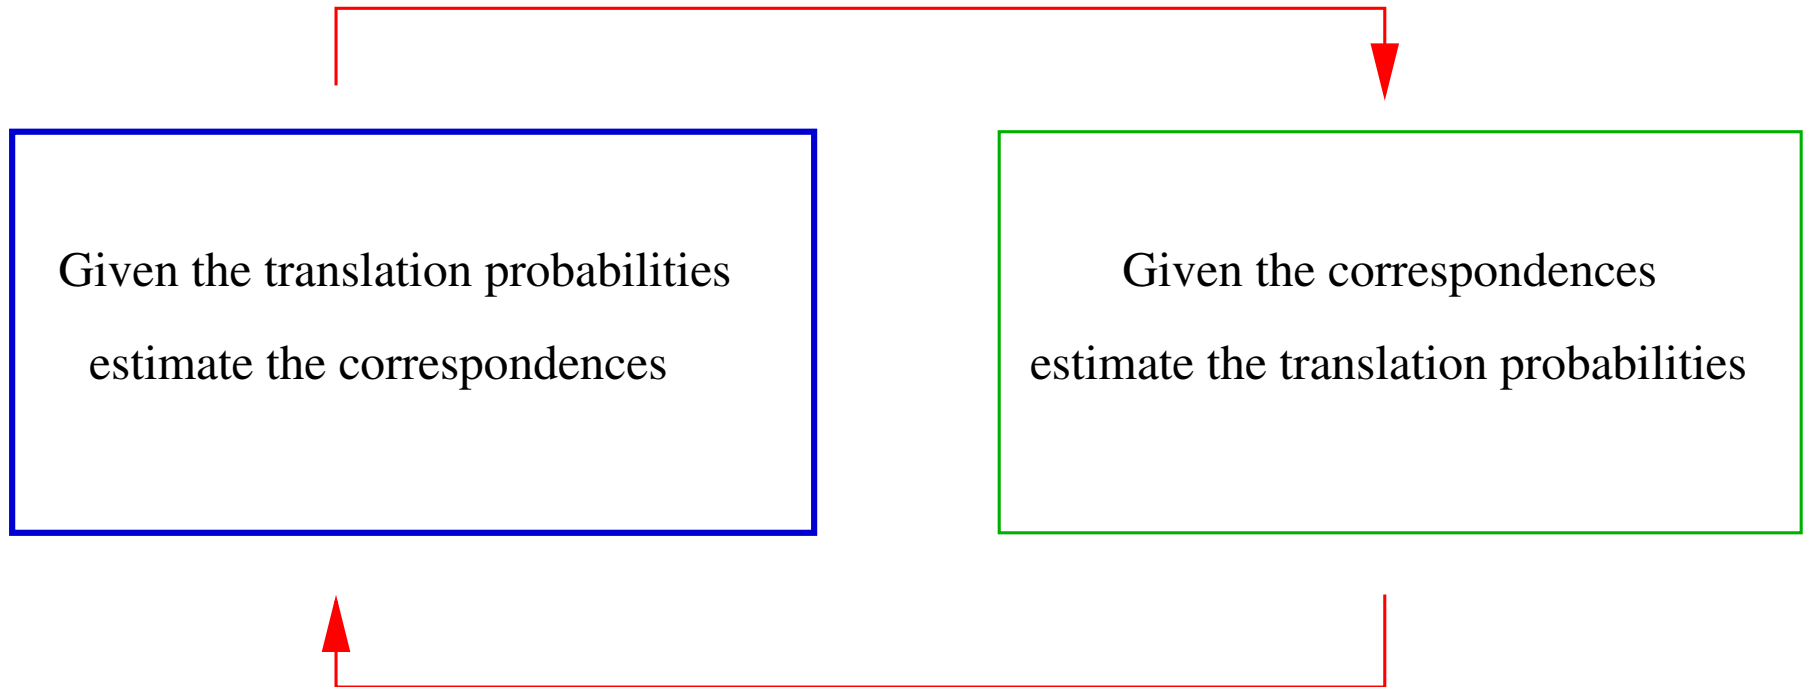 Given the translation probabilities
estimate the correspondences
Given the correspondences
estimate the translation probabilities